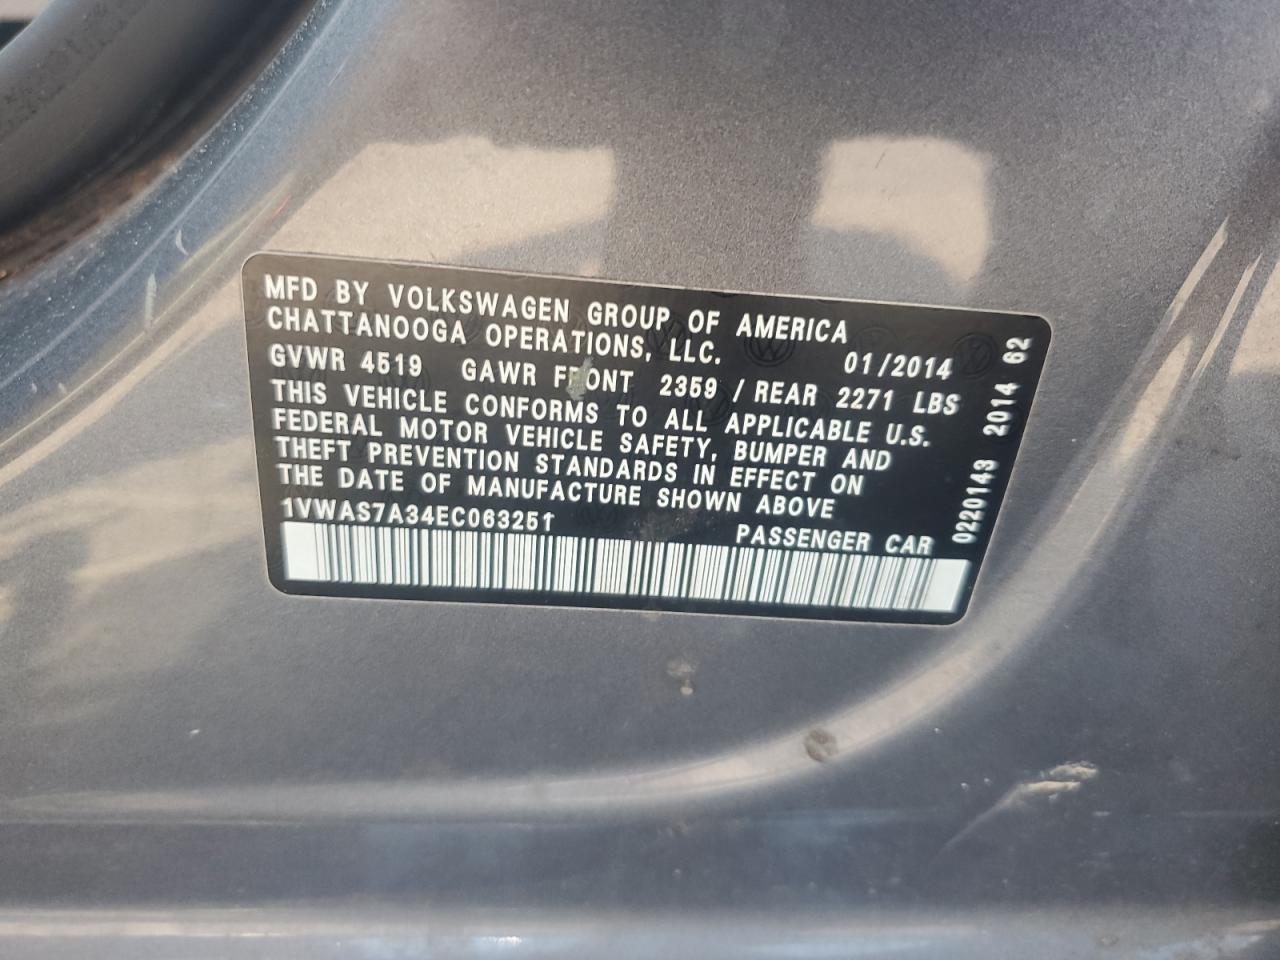 MFD BY VOLKSWAGEN GROUP OF AMERICA
CHATTANOOGA OPERATIONS, LLC.
01/2014
GVWR 4519 GAWR FRONT 2359 / REAR 2271 LBS
THIS VEHICLE CONFORMS TO ALL APPLICABLE U.S.
FEDERAL MOTOR VEHICLE SAFETY, BUMPER AND
THEFT PREVENTION STANDARDS IN EFFECT ON
THE DATE OF MANUFACTURE SHOWN ABOVE
1VWAS7A34EC063251
PASSENGER CAR
0220143 2014 62